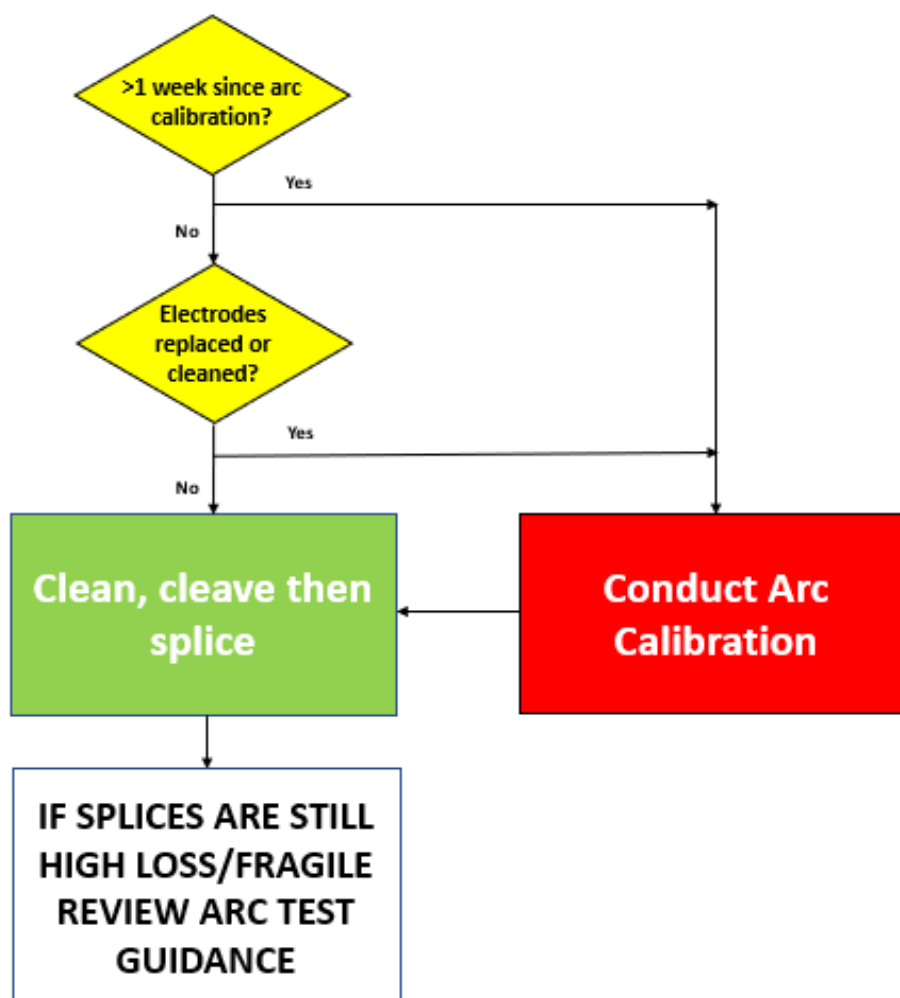 >1 week since arc
calibration?
Yes
No
Electrodes
replaced or
cleaned?
Yes
No
Clean, cleave then
splice
Conduct Arc
Calibration
IF SPLICES ARE STILL
HIGH LOSS/FRAGILE
REVIEW ARC TEST
GUIDANCE